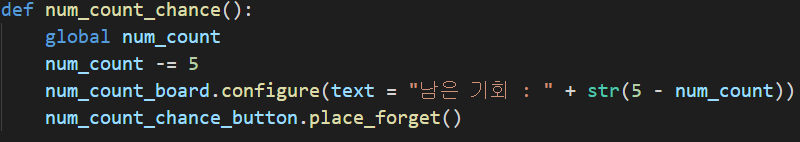 def num_count_chance():
    global num_count
    num_count -= 5
    num_count_board.configure(text = "남은 기회 : " + str(5 - num_count))
    num_count_chance_button.place_forget()